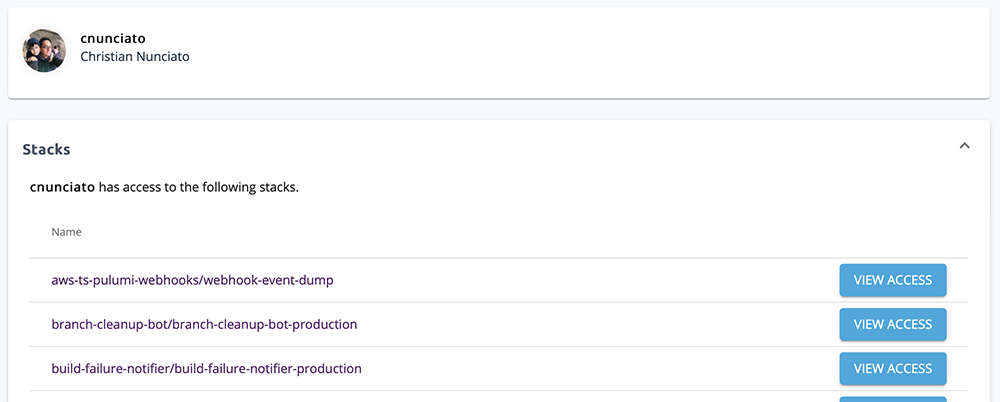 cnunciato
Christian Nunciato
Stacks
cnunciato has access to the following stacks.
Name
aws-ts-pulumi-webhooks/webhook-event-dump
VIEW ACCESS
branch-cleanup-bot/branch-cleanup-bot-production
VIEW ACCESS
build-failure-notifier/build-failure-notifier-production
VIEW ACCESS